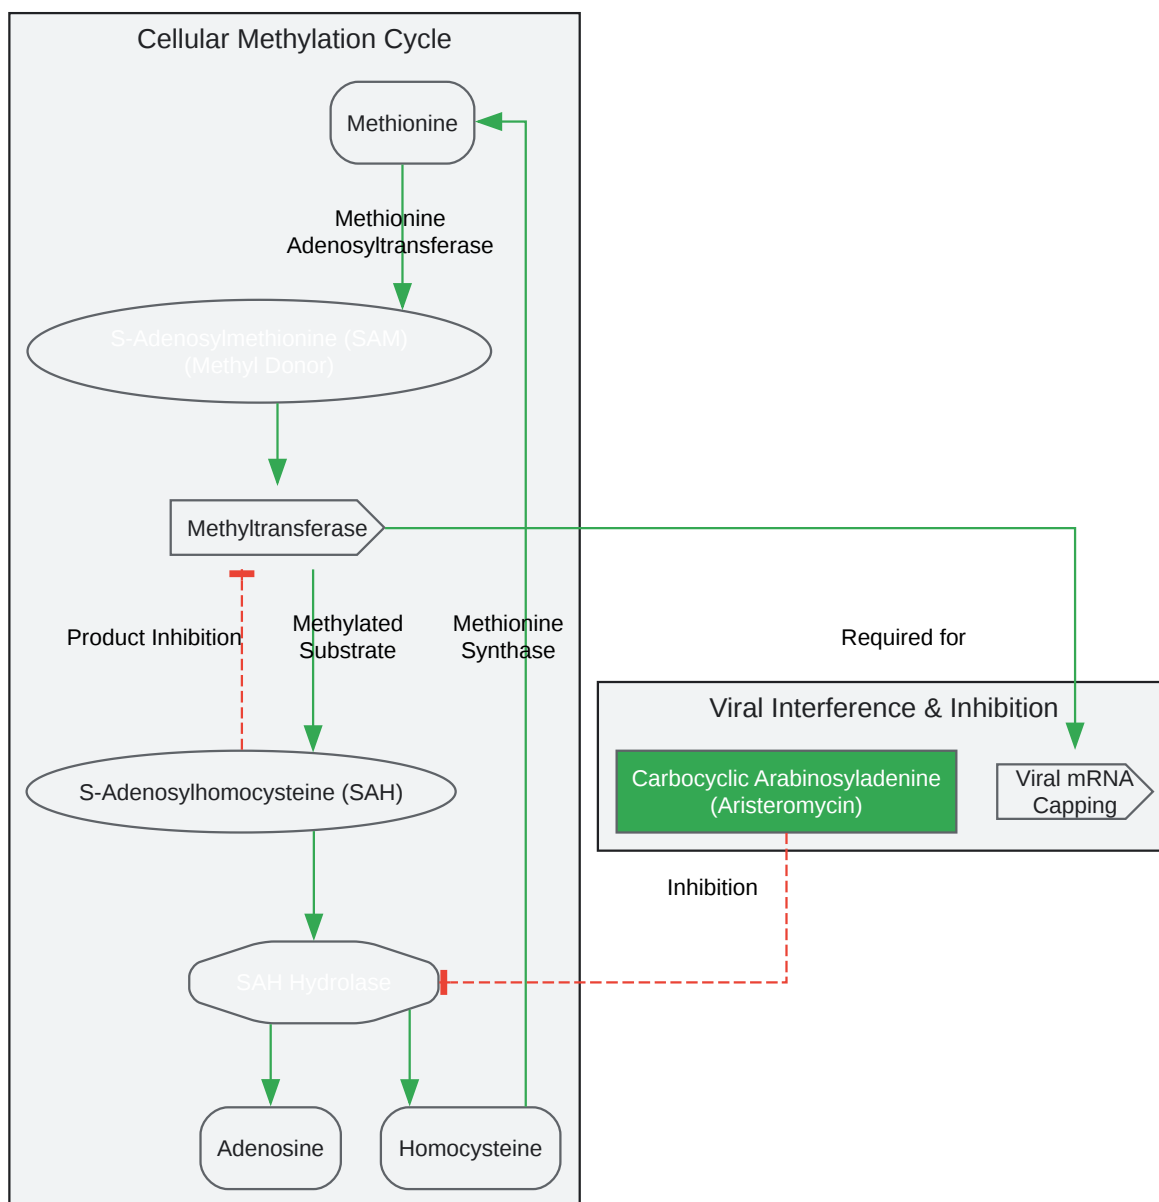 Cellular Methylation Cycle
Methionine
Methionine
Adenosyltransferase
S-Adenosylmethionine (SAM)
(Methyl Donor)
Methyltransferase
Product Inhibition
Methylated
Substrate
Methionine
Synthase
Required for
Viral Interference & Inhibition
Carbocyclic Arabinosyladenine
(Aristeromycin)
Viral mRNA
Capping
S-Adenosylhomocysteine (SAH)
Inhibition
SAH Hydrolase
Adenosine
Homocysteine